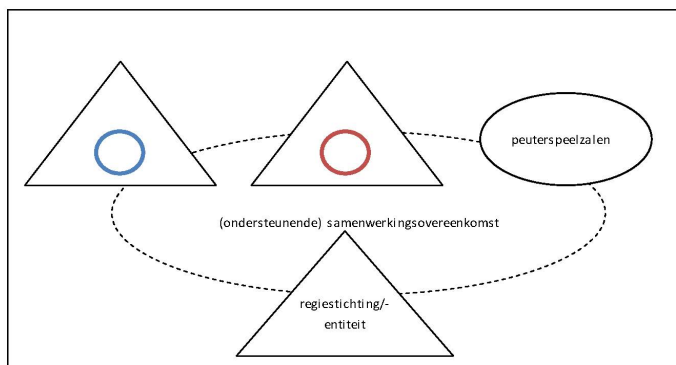 peuterspeelzalen
(ondersteunende) samenwerkingsovereenkomst
regiestichting/-
entiteit